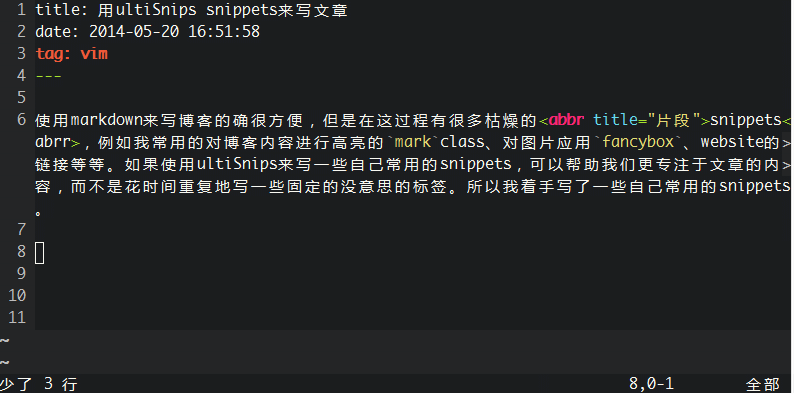 1 title: 用ultiSnips snippets来写文章
2 date: 2014-05-20 16:51:58
3 tag: vim
4 ---
5
6 使用markdown来写博客的确很方便，但是在这过程有很多枯燥的<abbr title="片段">snippets<
abrr>，例如我常用的对博客内容进行高亮的`mark`class、对图片应用`fancybox`、website的>
链接等等。如果使用ultiSnips来写一些自己常用的snippets，可以帮助我们更专注于文章的内>
容，而不是花时间重复地写一些固定的没意思的标签。所以我着手写了一些自己常用的snippets
。
7
8
9
10
11
~
~
少了 3 行 8,0-1 全部